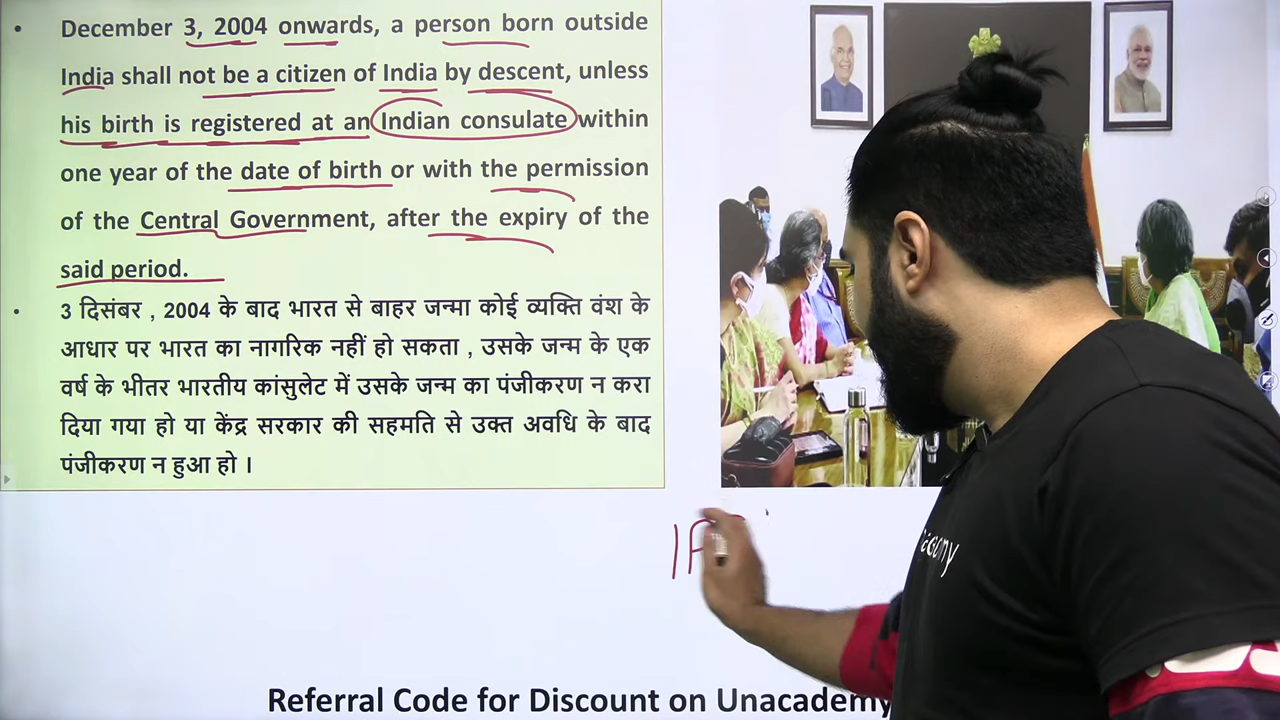 December 3, 2004 onwards, a person born outside
India shall not be a citizen of India by descent, unless
his birth is registered at an Indian consulate within
one year of the date of birth or with the permission
of the Central Government, after the expiry of the
said period.
3 दिसंबर , 2004 के बाद भारत से बाहर जन्मा कोई व्यक्ति वंश के
आधार पर भारत का नागरिक नहीं हो सकता , उसके जन्म के एक
वर्ष के भीतर भारतीय कांसुलेट में उसके जन्म का पंजीकरण न करा
दिया गया हो या केंद्र सरकार की सहमति से उक्त अवधि के बाद
पंजीकरण न हुआ हो ।
Referral Code for Discount on Unacademy